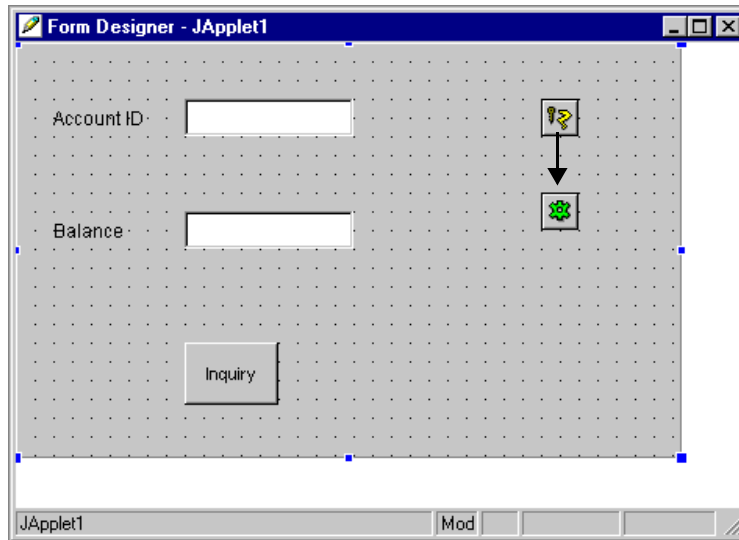 Form Designer - JApplet1
Account ID
Balance
Inquiry
JApplet1 Mod